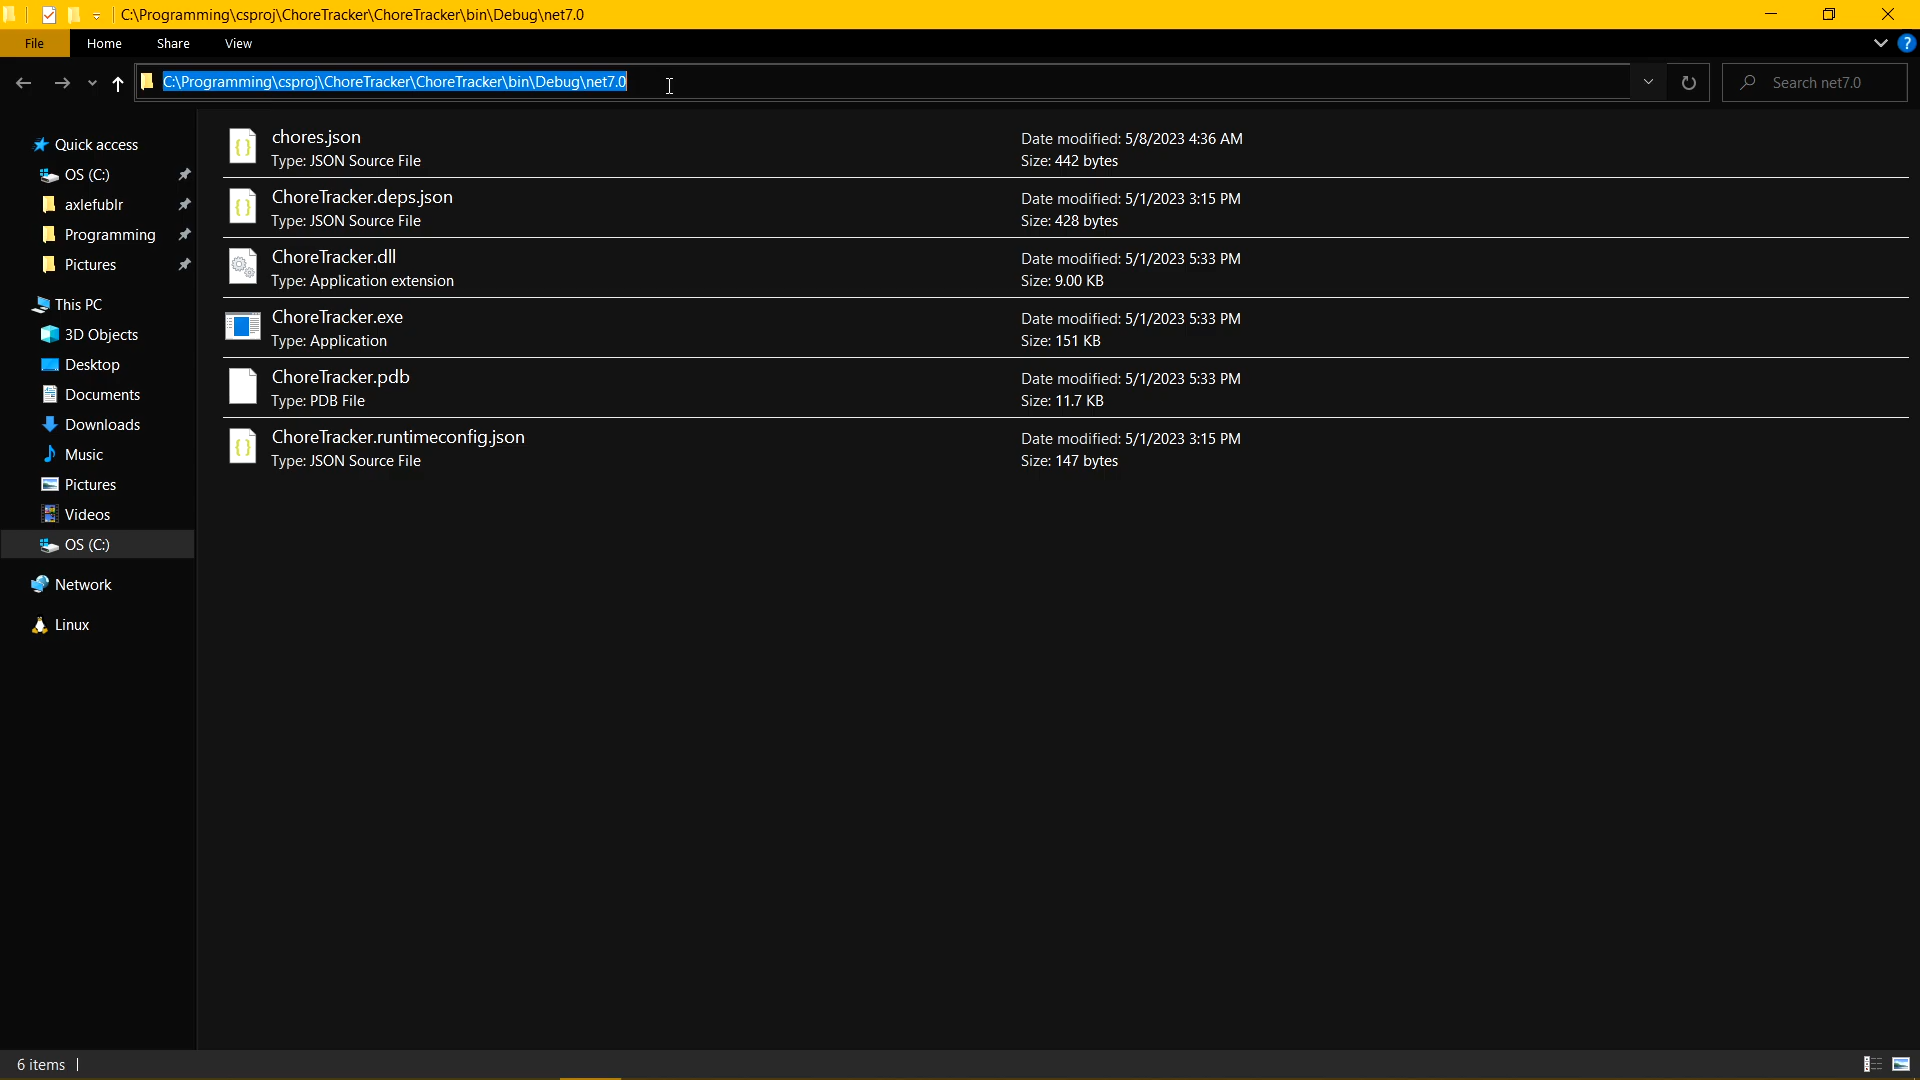 C:\Programming\csproj\ChoreTracker\ChoreTracker\bin\Debug\net7.0
File Home Share View
C:\Programming\csproj\ChoreTracker\ChoreTracker\bin\Debug\net7.0
Search net7.0
Quick access
OS (C:)
axlefublr
Programming
Pictures
This PC
3D Objects
Desktop
Documents
Downloads
Music
Pictures
Videos
OS (C:)
Network
Linux
chores.json
Type: JSON Source File
Date modified: 5/8/2023 4:36 AM
Size: 442 bytes
ChoreTracker.deps.json
Type: JSON Source File
Date modified: 5/1/2023 3:15 PM
Size: 428 bytes
ChoreTracker.dll
Type: Application extension
Date modified: 5/1/2023 5:33 PM
Size: 9.00 KB
ChoreTracker.exe
Type: Application
Date modified: 5/1/2023 5:33 PM
Size: 151 KB
ChoreTracker.pdb
Type: PDB File
Date modified: 5/1/2023 5:33 PM
Size: 11.7 KB
ChoreTracker.runtimeconfig.json
Type: JSON Source File
Date modified: 5/1/2023 3:15 PM
Size: 147 bytes
6 items